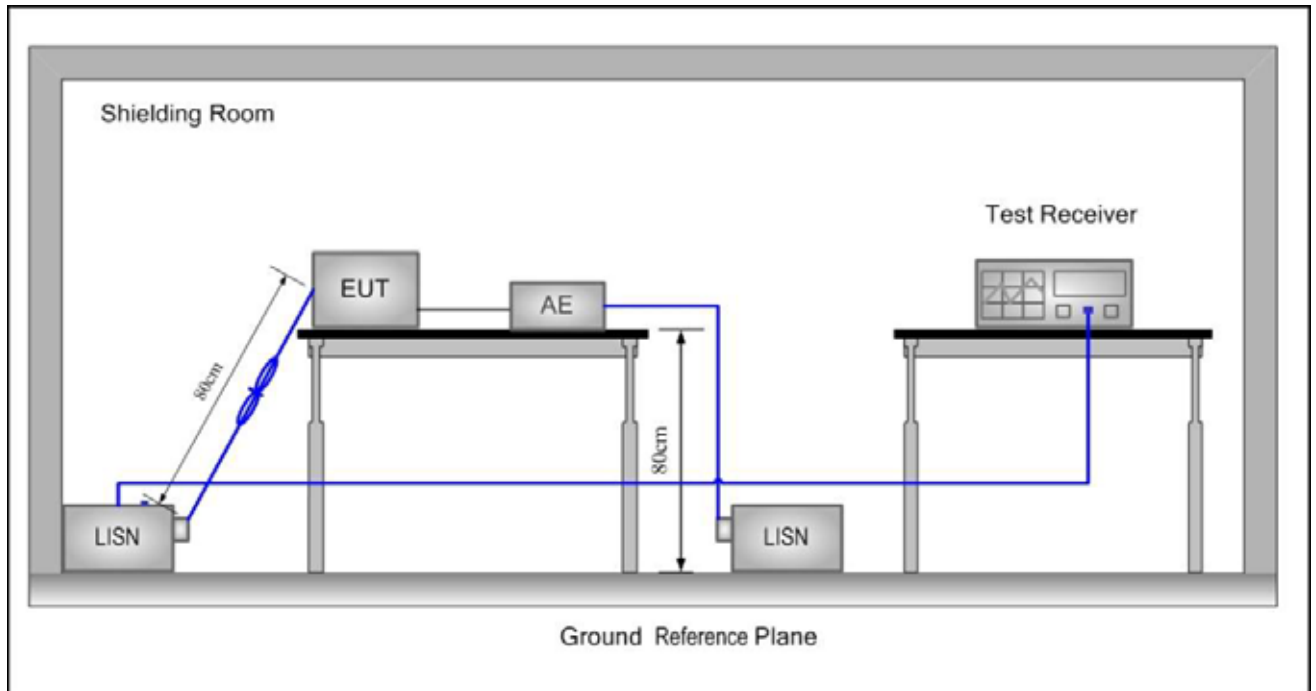 Shielding Room
Test Receiver
EUT
AE
80cm
80cm
LISN
LISN
Ground Reference Plane